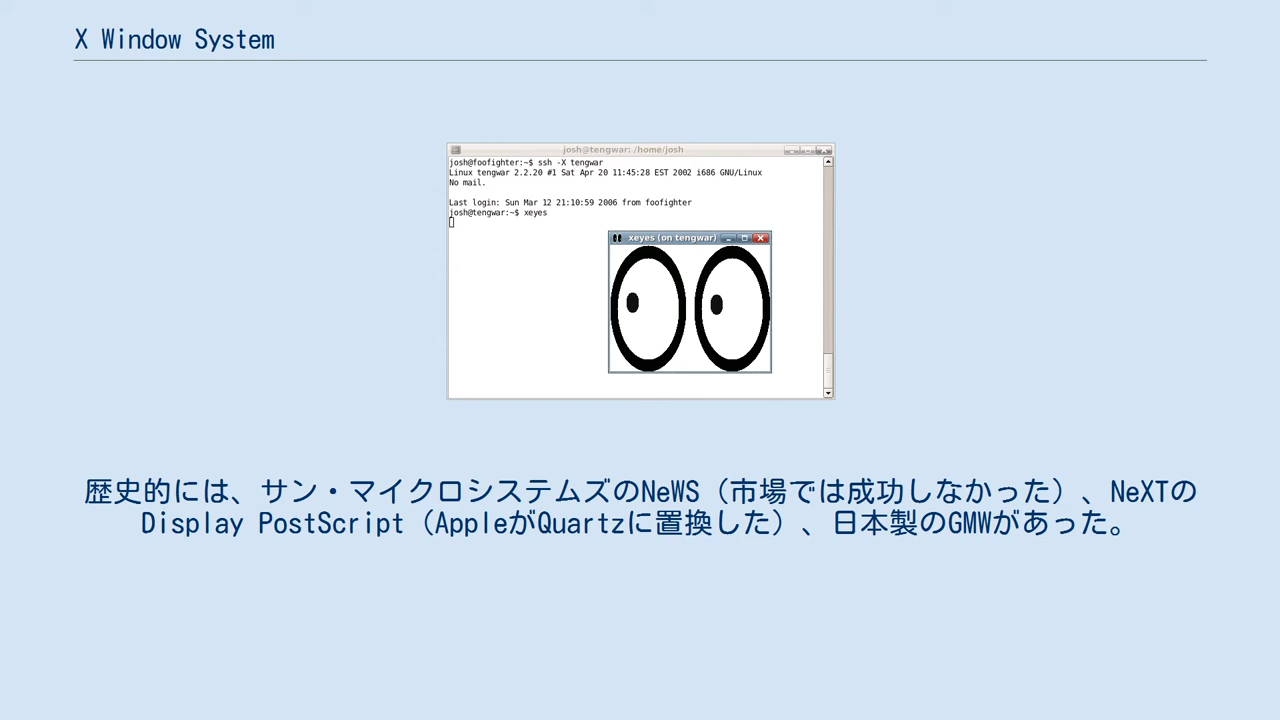 X Window System
josh@tengwar: /home/josh
josh@foofighter:~$ ssh -X tengwar
Linux tengwar 2.2.20 #1 Sat Apr 20 11:45:28 EST 2002 i686 GNU/Linux
No mail.
Last login: Sun Mar 12 21:10:59 2006 from foofighter
josh@tengwar:~$ xeyes
xeyes (on tengwar)
歴史的には、サン・マイクロシステムズのNeWS（市場では成功しなかった）、NeXTの
Display PostScript（AppleがQuartzに置換した）、日本製のGMWがあった。